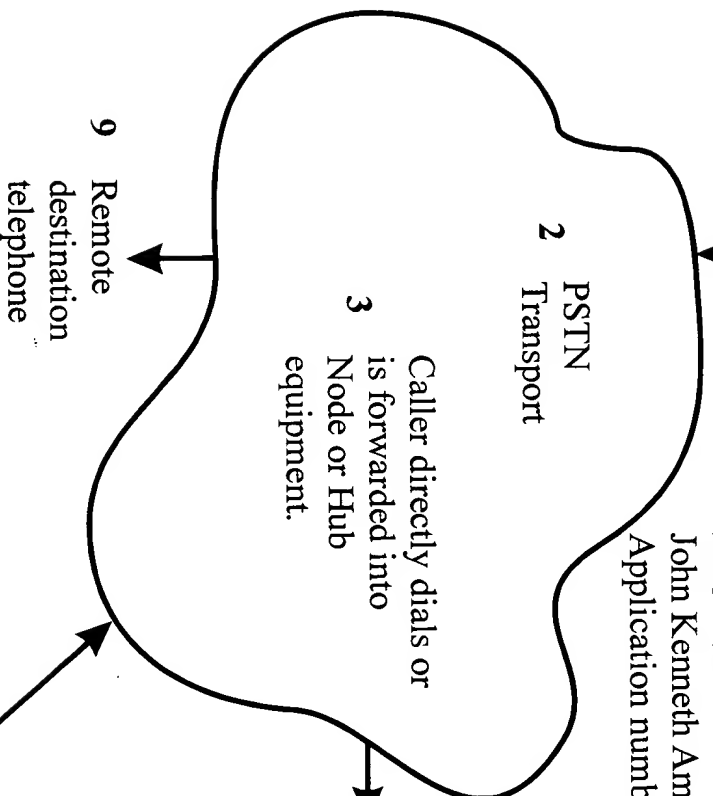 John Kenneth Am
Application numb
2 PSTN
Transport
3 Caller directly dials or
is forwarded into
Node or Hub
equipment.
9 Remote
destination
telephone